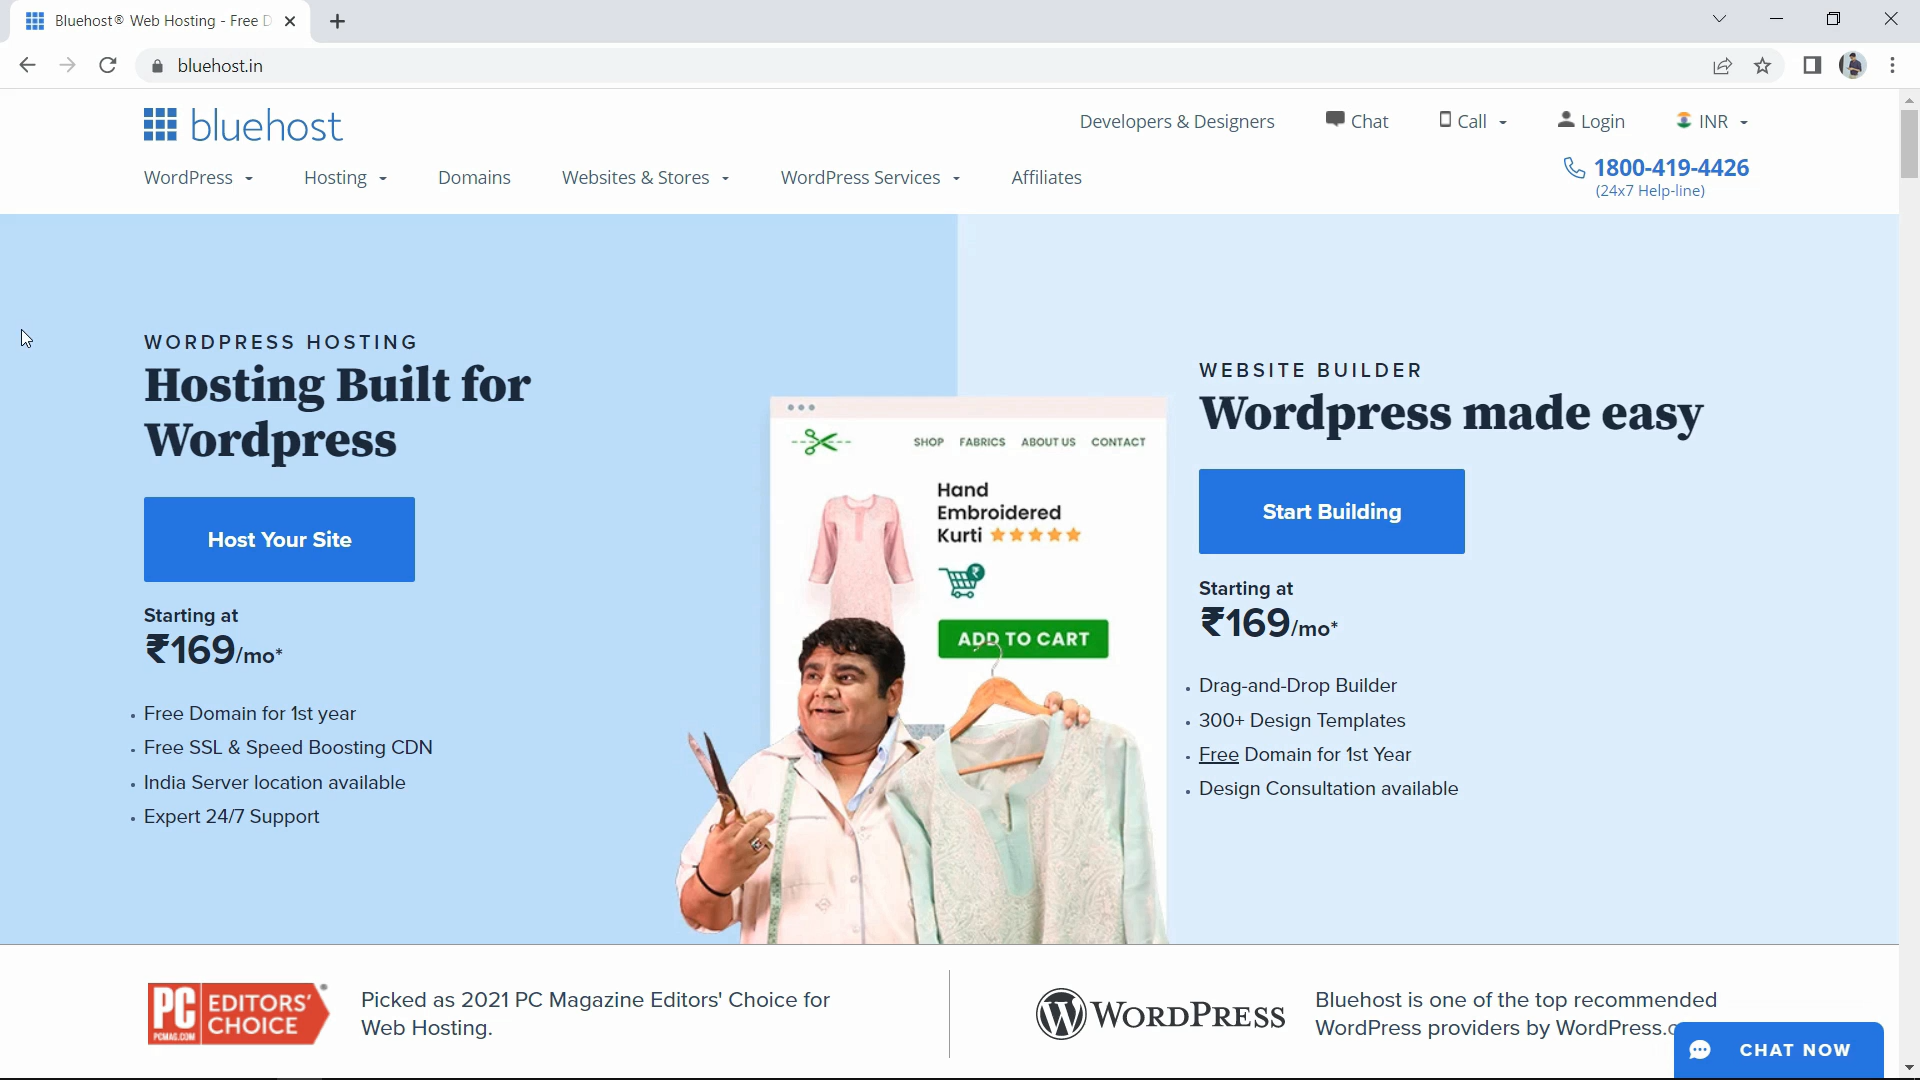 Bluehost® Web Hosting - Free D
bluehost.in
bluehost
Developers & Designers
Chat
Call
Login
INR
WordPress
Hosting
Domains
Websites & Stores
WordPress Services
Affiliates
1800-419-4426
(24x7 Help-line)
WORDPRESS HOSTING
Hosting Built for
Wordpress
Host Your Site
Starting at
₹169/mo*
Free Domain for 1st year
Free SSL & Speed Boosting CDN
India Server location available
Expert 24/7 Support
SHOP FABRICS ABOUT US CONTACT
Hand
Embroidered
Kurti
₹
ADD TO CART
WEBSITE BUILDER
Wordpress made easy
Start Building
Starting at
₹169/mo*
Drag-and-Drop Builder
300+ Design Templates
Free Domain for 1st Year
Design Consultation available
PC
PCMAG.COM
EDITORS'
CHOICE
Picked as 2021 PC Magazine Editors' Choice for
Web Hosting.
WORDPRESS
Bluehost is one of the top recommended
WordPress providers by WordPress.
CHAT NOW